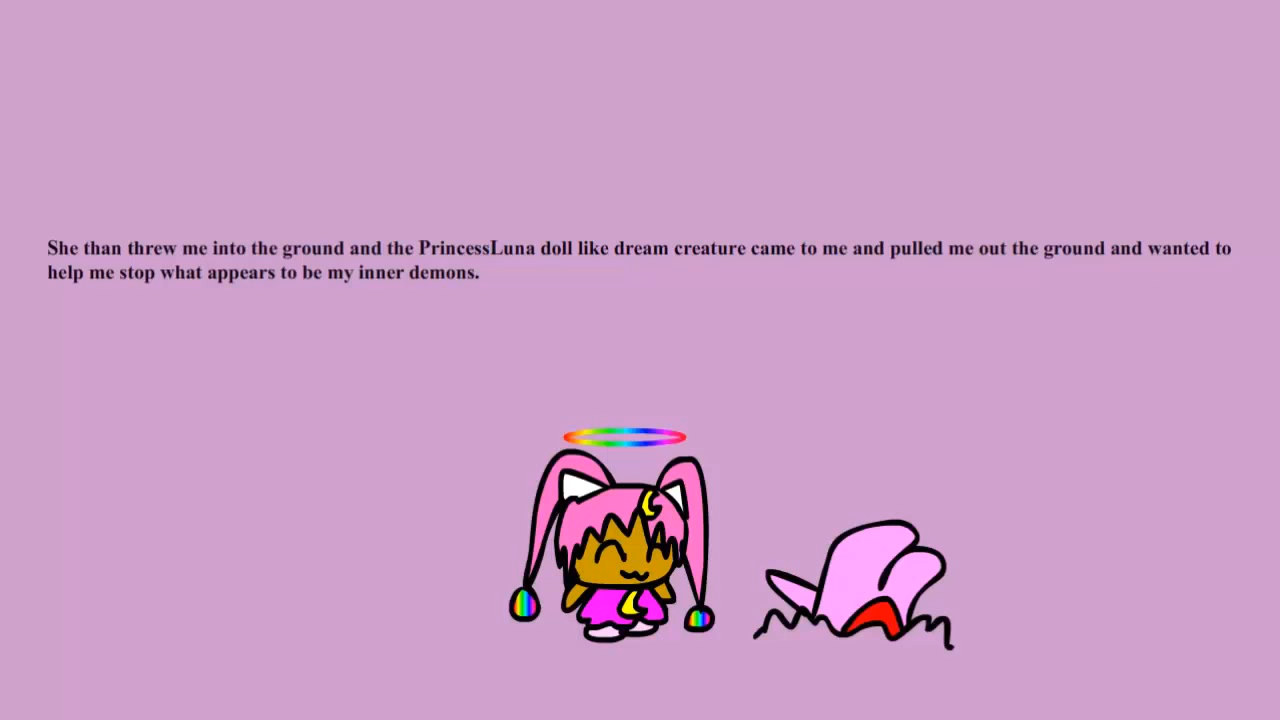 She than threw me into the ground and the PrincessLuna doll like dream creature came to me and pulled me out the ground and wanted to
help me stop what appears to be my inner demons.